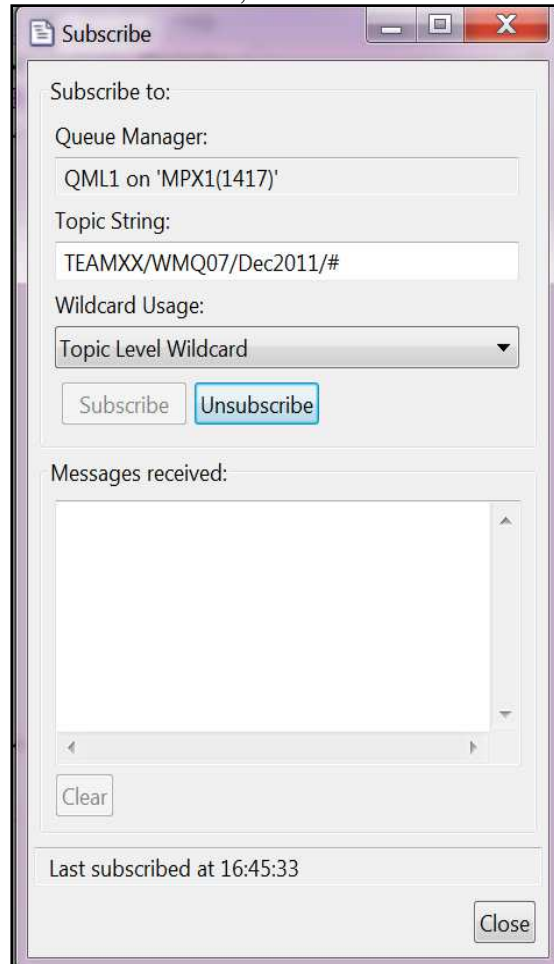 Subscribe
Subscribe to:
Queue Manager:
QML1 on 'MPX1(1417)'
Topic String:
TEAMXX/WMQ07/Dec2011/#
Wildcard Usage:
Topic Level Wildcard
Subscribe Unsubscribe
Messages received:
Clear
Last subscribed at 16:45:33
Close